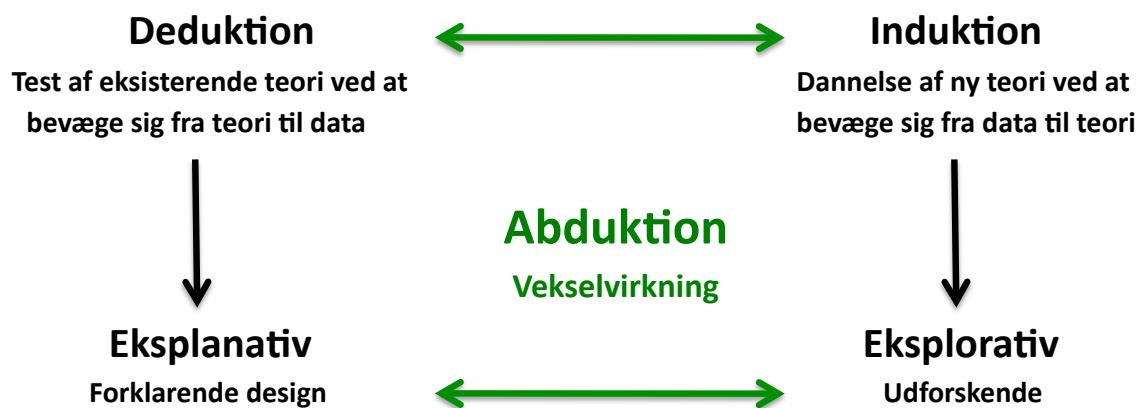 Deduktion
Test af eksisterende teori ved at
bevæge sig fra teori til data
Induktion
Dannelse af ny teori ved at
bevæge sig fra data til teori
Abduktion
Vekselvirkning
Eksplanativ
Forklarende design
Eksplorativ
Udforskende